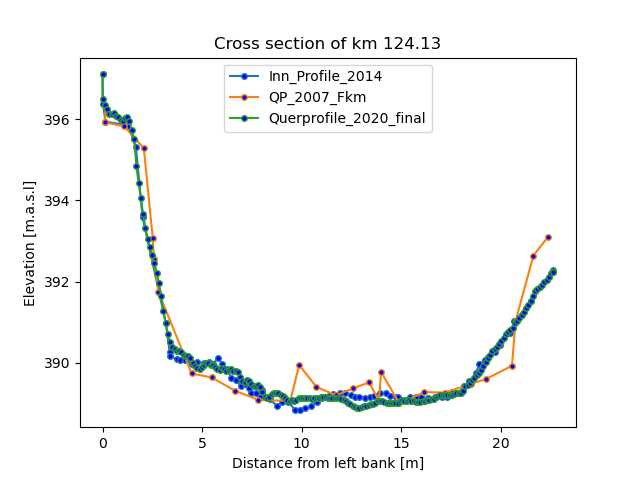 Cross section of km 124.13
Inn_Profile_2014
QP_2007_Fkm
Querprofile_2020_final
Elevation [m.a.s.l]
396
394
392
390
0 5 10 15 20
Distance from left bank [m]